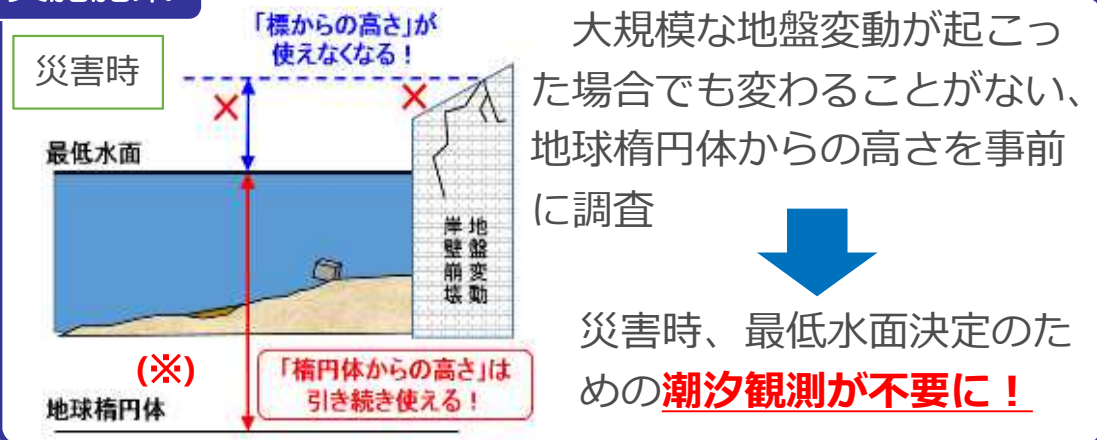 災害時
「標からの高さ」が
使えなくなる!
最低水面
地盤変動
岸壁崩壊
(※)
「楕円体からの高さ」は
引き続き使える!
地球楕円体
大規模な地盤変動が起こっ
た場合でも変わることがない、
地球楕円体からの高さを事前
に調査
災害時、最低水面決定のた
めの潮汐観測が不要に!